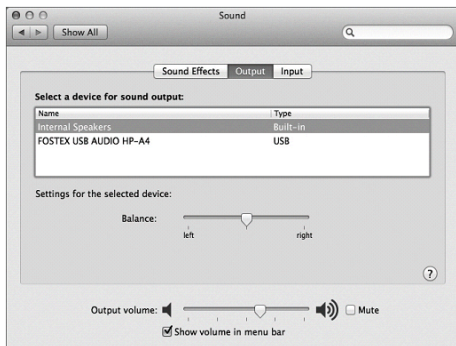 Sound
Show All
Sound Effects Output Input
Select a device for sound output:
Name Type
Internal Speakers Built-in
FOSTEX USB AUDIO HP-A4 USB
Settings for the selected device:
Balance:
left right
?
Output volume: Mute
Show volume in menu bar